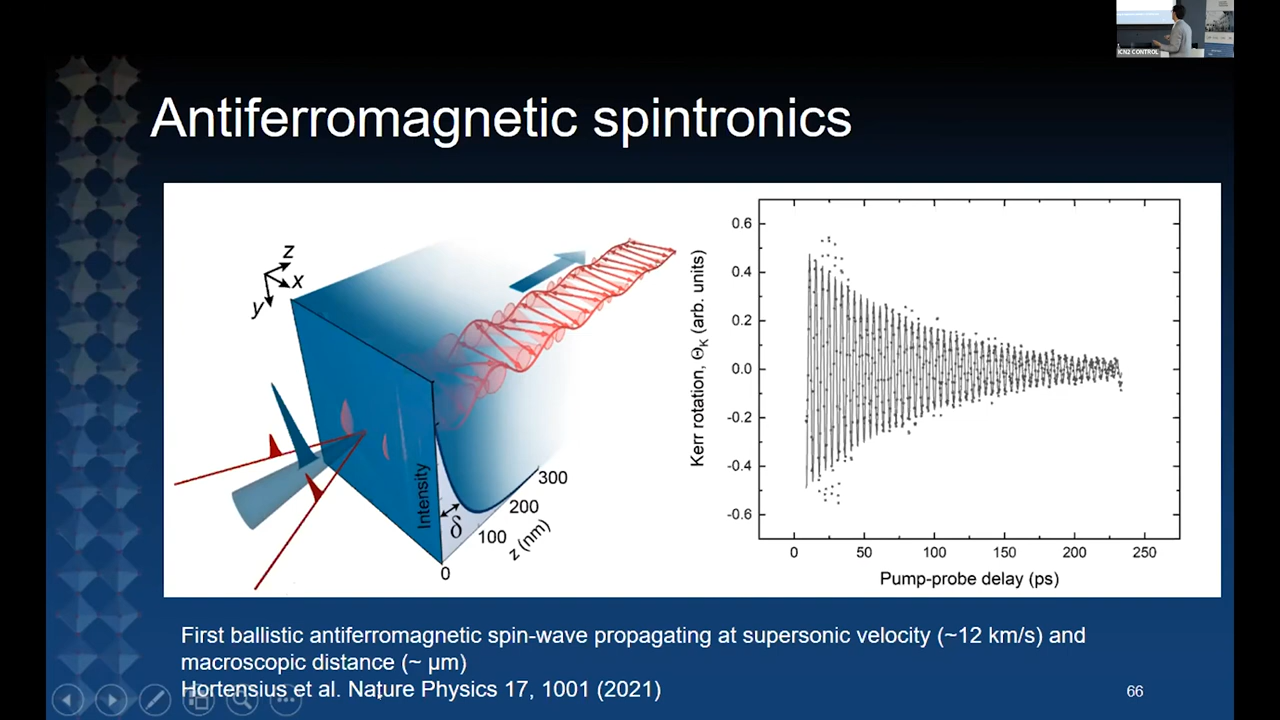 ICN2 CONTROL
Antiferromagnetic spintronics
z
x
y
Intensity
δ
0
100
200
300
z (nm)
Kerr rotation, ΘK (arb. units)
0.6
0.4
0.2
0.0
-0.2
-0.4
-0.6
0
50
100
150
200
250
Pump-probe delay (ps)
First ballistic antiferromagnetic spin-wave propagating at supersonic velocity (~12 km/s) and
macroscopic distance (~ μm)
Hortensius et al. Nature Physics 17, 1001 (2021)
66